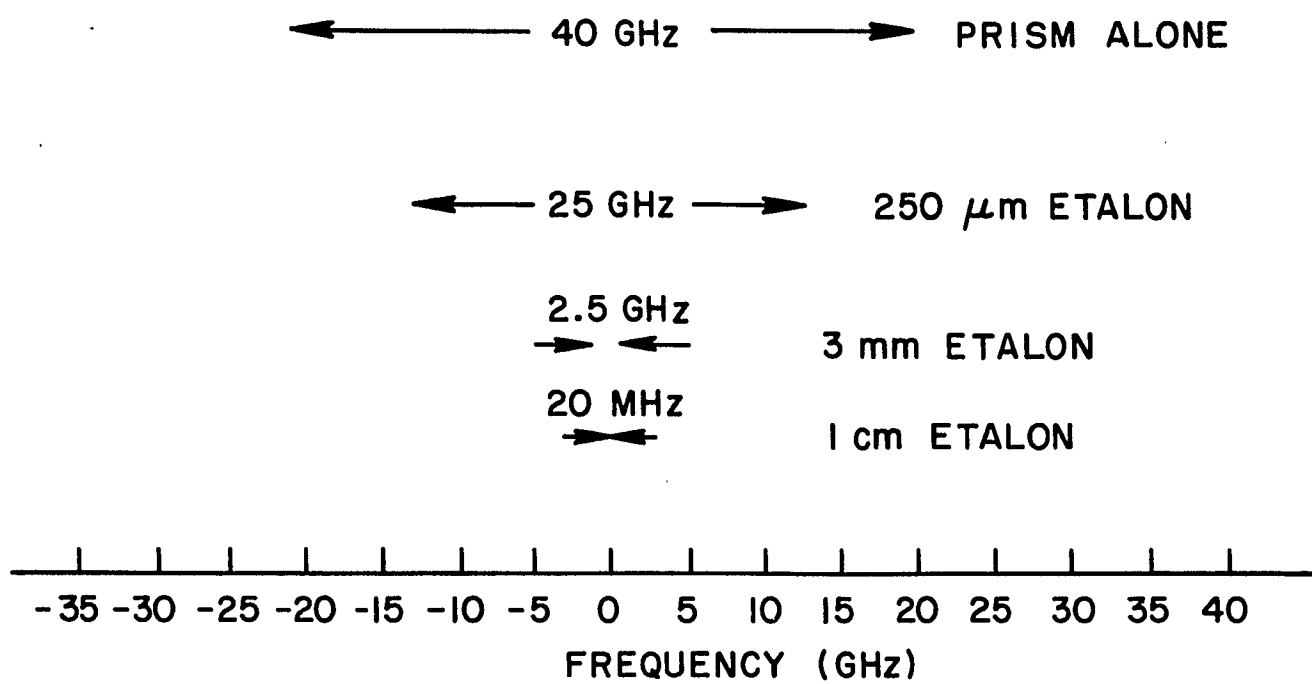 40 GHz PRISM ALONE
25 GHz 250 μm ETALON
2.5 GHz
3 mm ETALON
20 MHz
1 cm ETALON
-35 -30 -25 -20 -15 -10 -5 0 5 10 15 20 25 30 35 40
FREQUENCY (GHz)